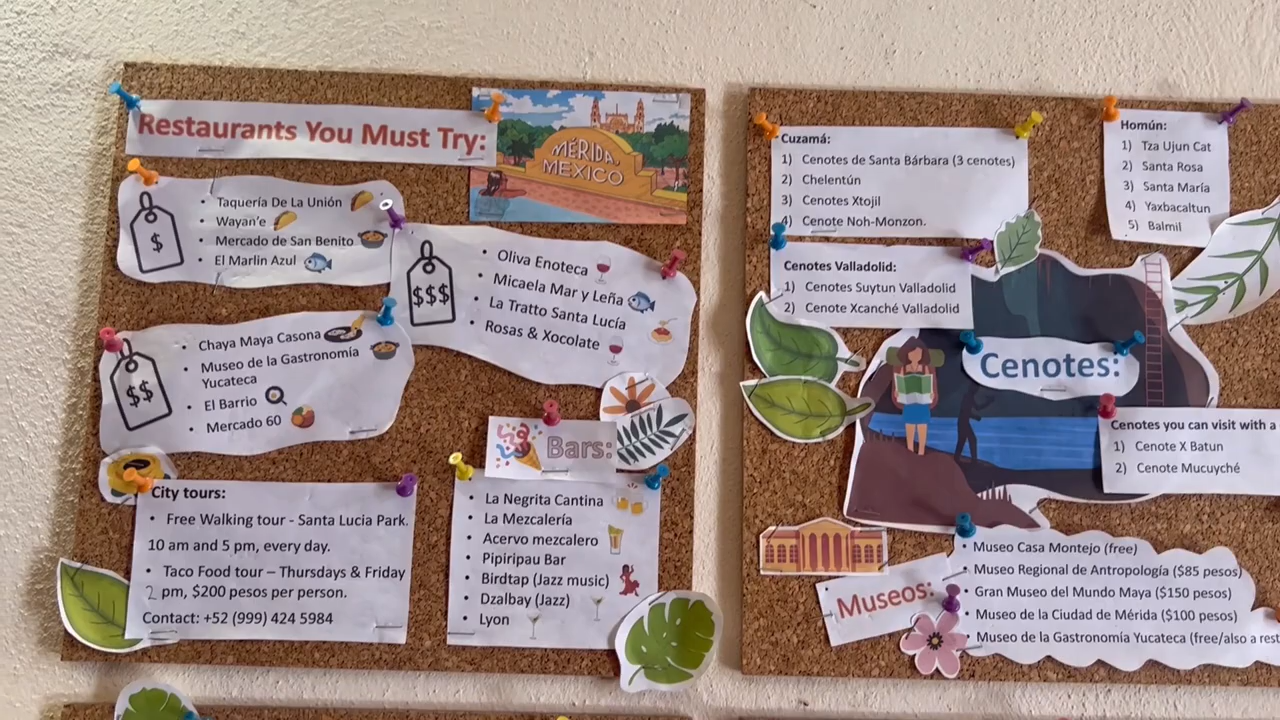 Restaurants You Must Try:
MÉRIDA,
MEXICO
$
• Taquería De La Unión
• Wayan'e
• Mercado de San Benito
• El Marlin Azul
$$$
• Oliva Enoteca
• Micaela Mar y Leña
• La Tratto Santa Lucía
• Rosas & Xocolate
$$
• Chaya Maya Casona
• Museo de la Gastronomía
Yucateca
• El Barrio
• Mercado 60
City tours:
• Free Walking tour - Santa Lucia Park.
10 am and 5 pm, every day.
• Taco Food tour – Thursdays & Friday
2 pm, $200 pesos per person.
Contact: +52 (999) 424 5984
Bars:
• La Negrita Cantina
• La Mezcalería
• Acervo mezcalero
• Pipiripau Bar
• Birdtap (Jazz music)
• Dzalbay (Jazz)
• Lyon
Cuzamá:
1) Cenotes de Santa Bárbara (3 cenotes)
2) Chelentún
3) Cenotes Xtojil
4) Cenote Noh-Monzon.
Homún:
1) Tza Ujun Cat
2) Santa Rosa
3) Santa María
4) Yaxbacaltun
5) Balmil
Cenotes Valladolid:
1) Cenotes Suytun Valladolid
2) Cenote Xcanché Valladolid
Cenotes:
Cenotes you can visit with a
1) Cenote X Batun
2) Cenote Mucuyché
Museos:
• Museo Casa Montejo (free)
• Museo Regional de Antropología ($85 pesos)
• Gran Museo del Mundo Maya ($150 pesos)
• Museo de la Ciudad de Mérida ($100 pesos)
• Museo de la Gastronomía Yucateca (free/also a rest